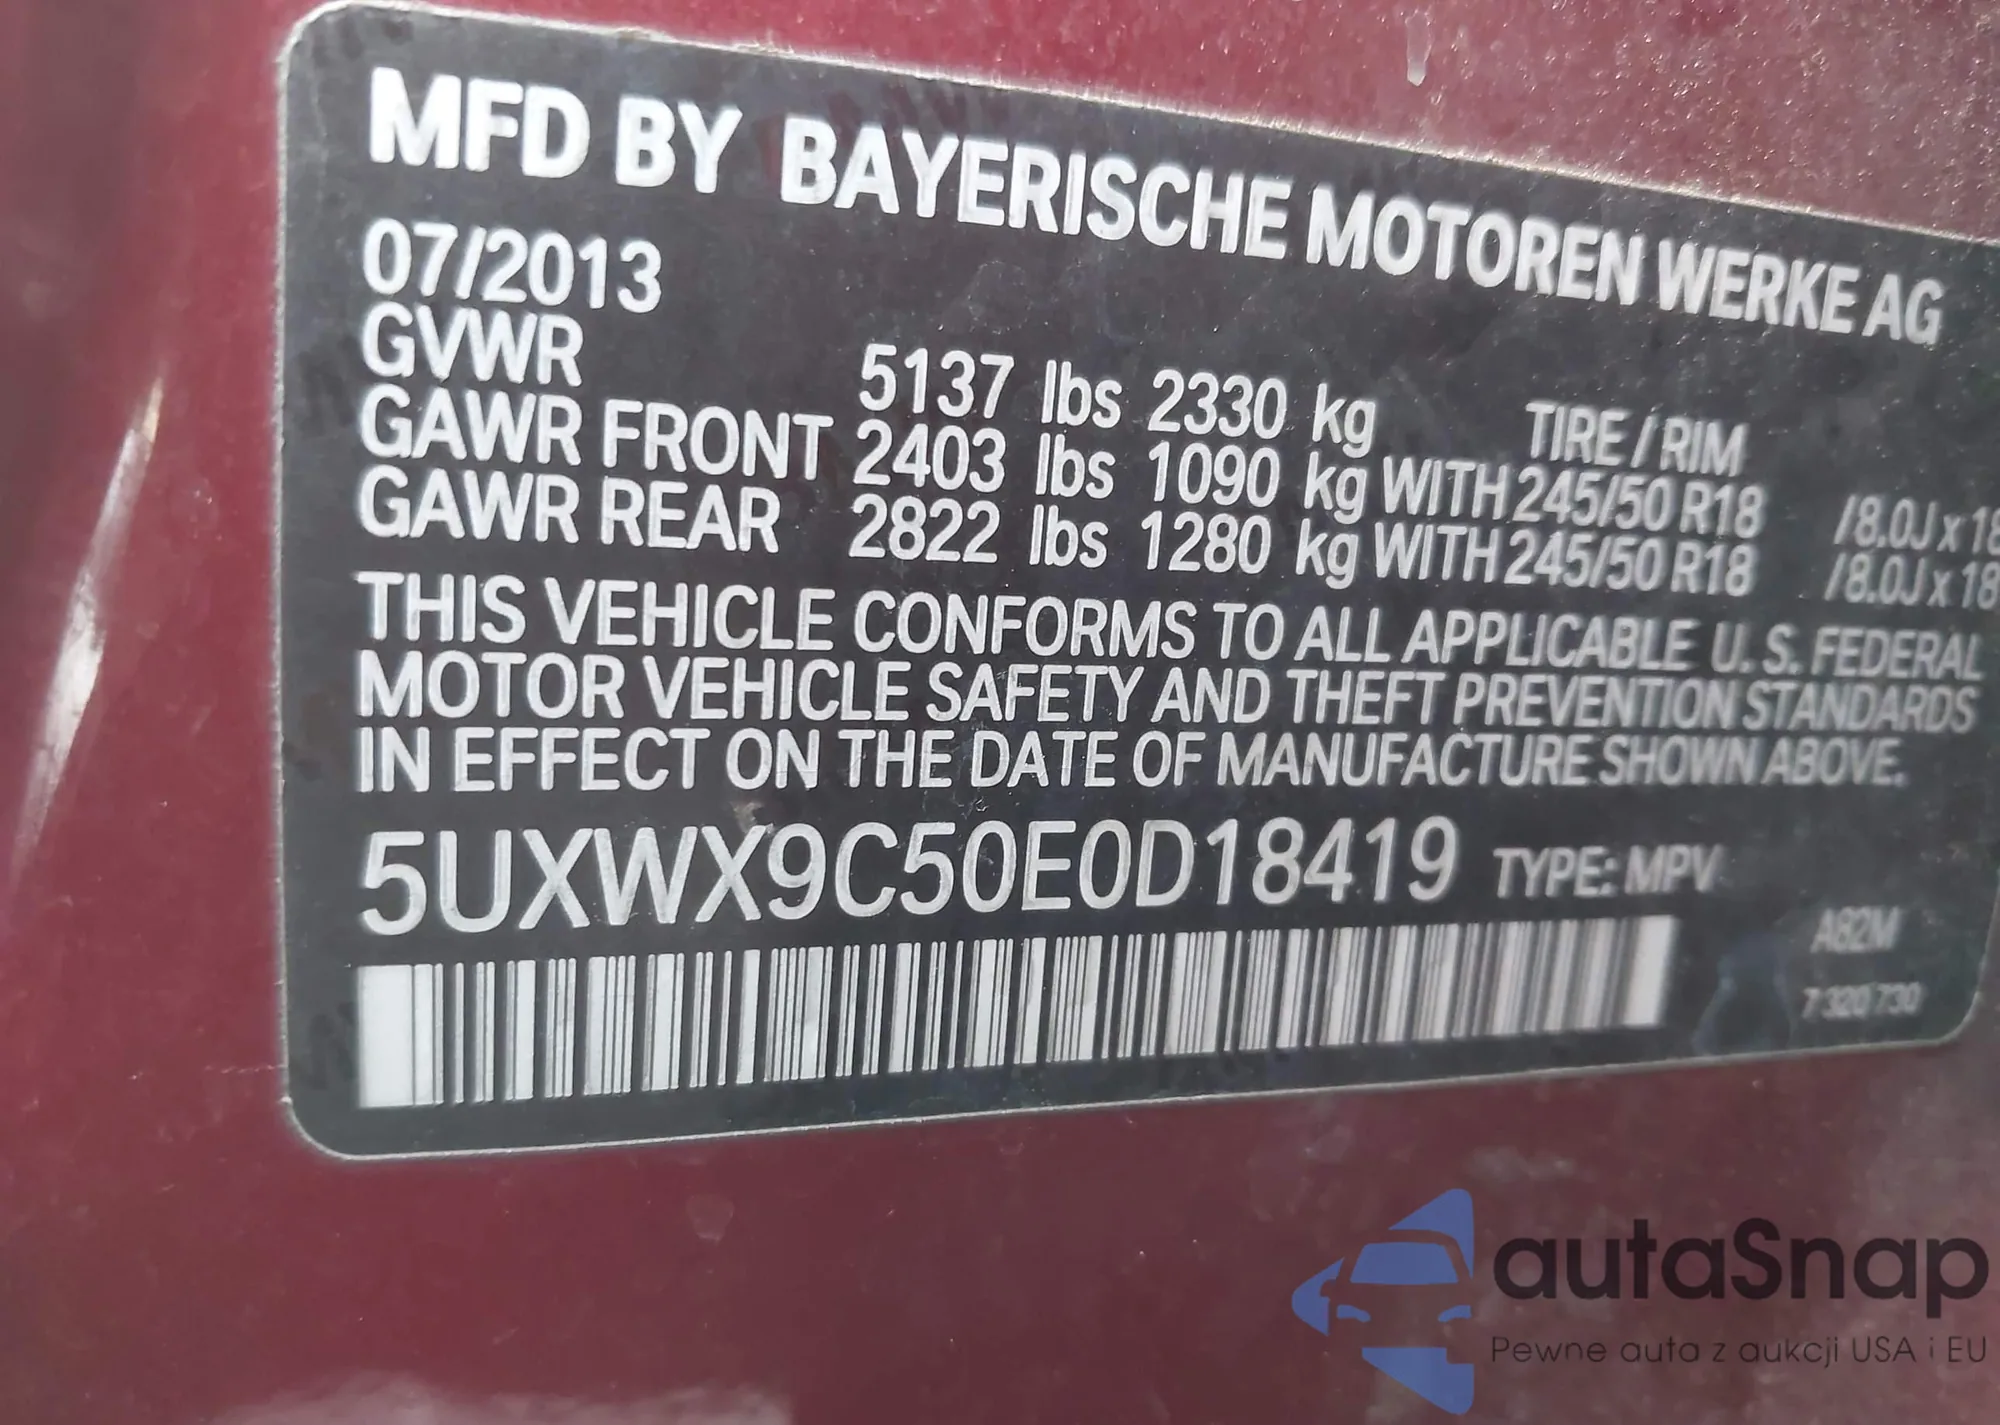 MFD BY BAYERISCHE MOTOREN WERKE AG
07/2013
GVWR 5137 lbs 2330 kg TIRE / RIM
GAWR FRONT 2403 lbs 1090 kg WITH 245/50 R18 /8.0J x 18
GAWR REAR 2822 lbs 1280 kg WITH 245/50 R18 /8.0J x 18
THIS VEHICLE CONFORMS TO ALL APPLICABLE U. S. FEDERAL
MOTOR VEHICLE SAFETY AND THEFT PREVENTION STANDARDS
IN EFFECT ON THE DATE OF MANUFACTURE SHOWN ABOVE.
5UXWX9C50E0D18419 TYPE: MPV
A82M
7 320 730
autaSnap
Pewne auta z aukcji USA i EU